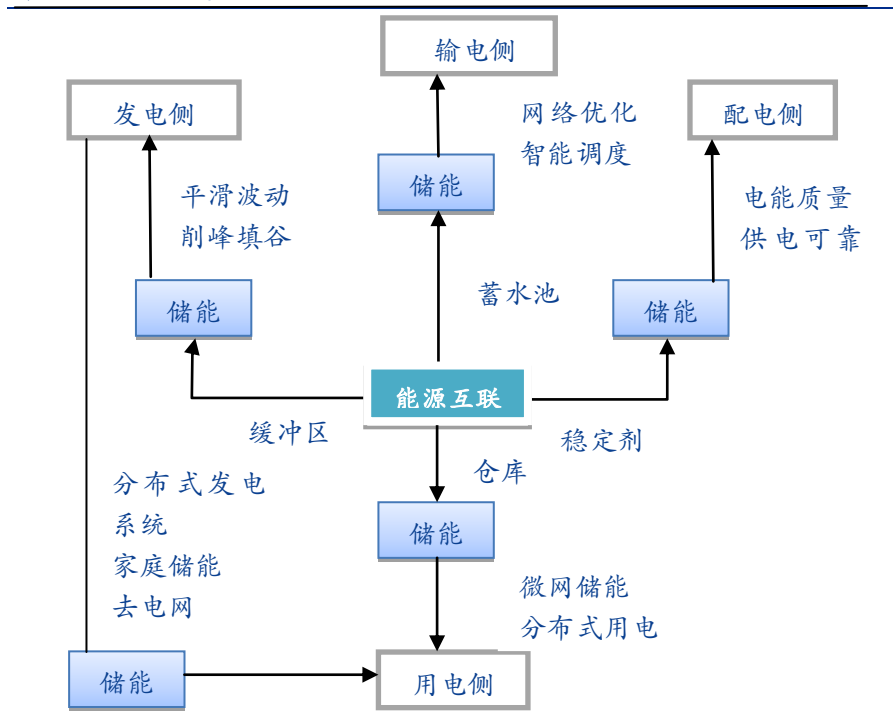 输电侧
发电侧
网络优化
智能调度
配电侧
储能
平滑波动
削峰填谷
电能质量
供电可靠
储能
蓄水池
储能
能源互联
缓冲区
稳定剂
仓库
分布式发电
系统
家庭储能
去电网
储能
微网储能
分布式用电
储能
用电侧